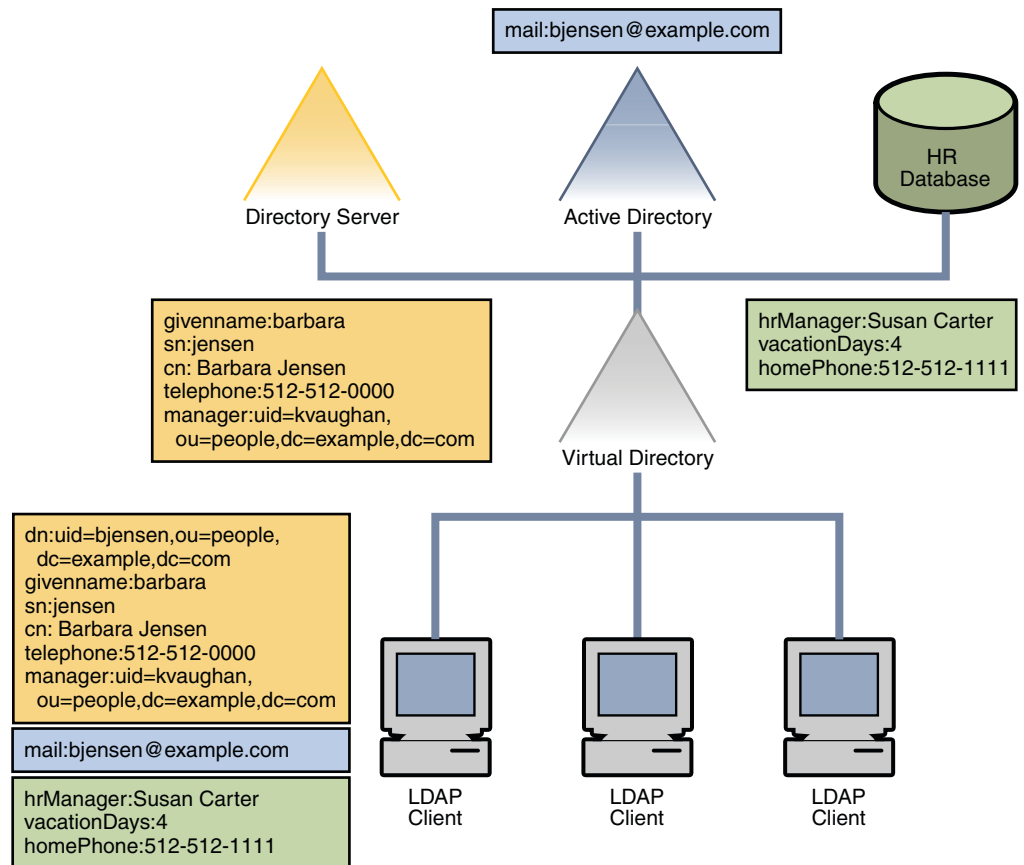 mail:bjensen@example.com
HR
Database
Directory Server
Active Directory
givenname:barbara
sn:jensen
cn: Barbara Jensen
telephone:512-512-0000
manager:uid=kvaughan,
ou=people,dc=example,dc=com
hrManager:Susan Carter
vacationDays:4
homePhone:512-512-1111
Virtual Directory
dn:uid=bjensen,ou=people,
dc=example,dc=com
givenname:barbara
sn:jensen
cn: Barbara Jensen
telephone:512-512-0000
manager:uid=kvaughan,
ou=people,dc=example,dc=com
mail:bjensen@example.com
hrManager:Susan Carter
vacationDays:4
homePhone:512-512-1111
LDAP
Client
LDAP
Client
LDAP
Client